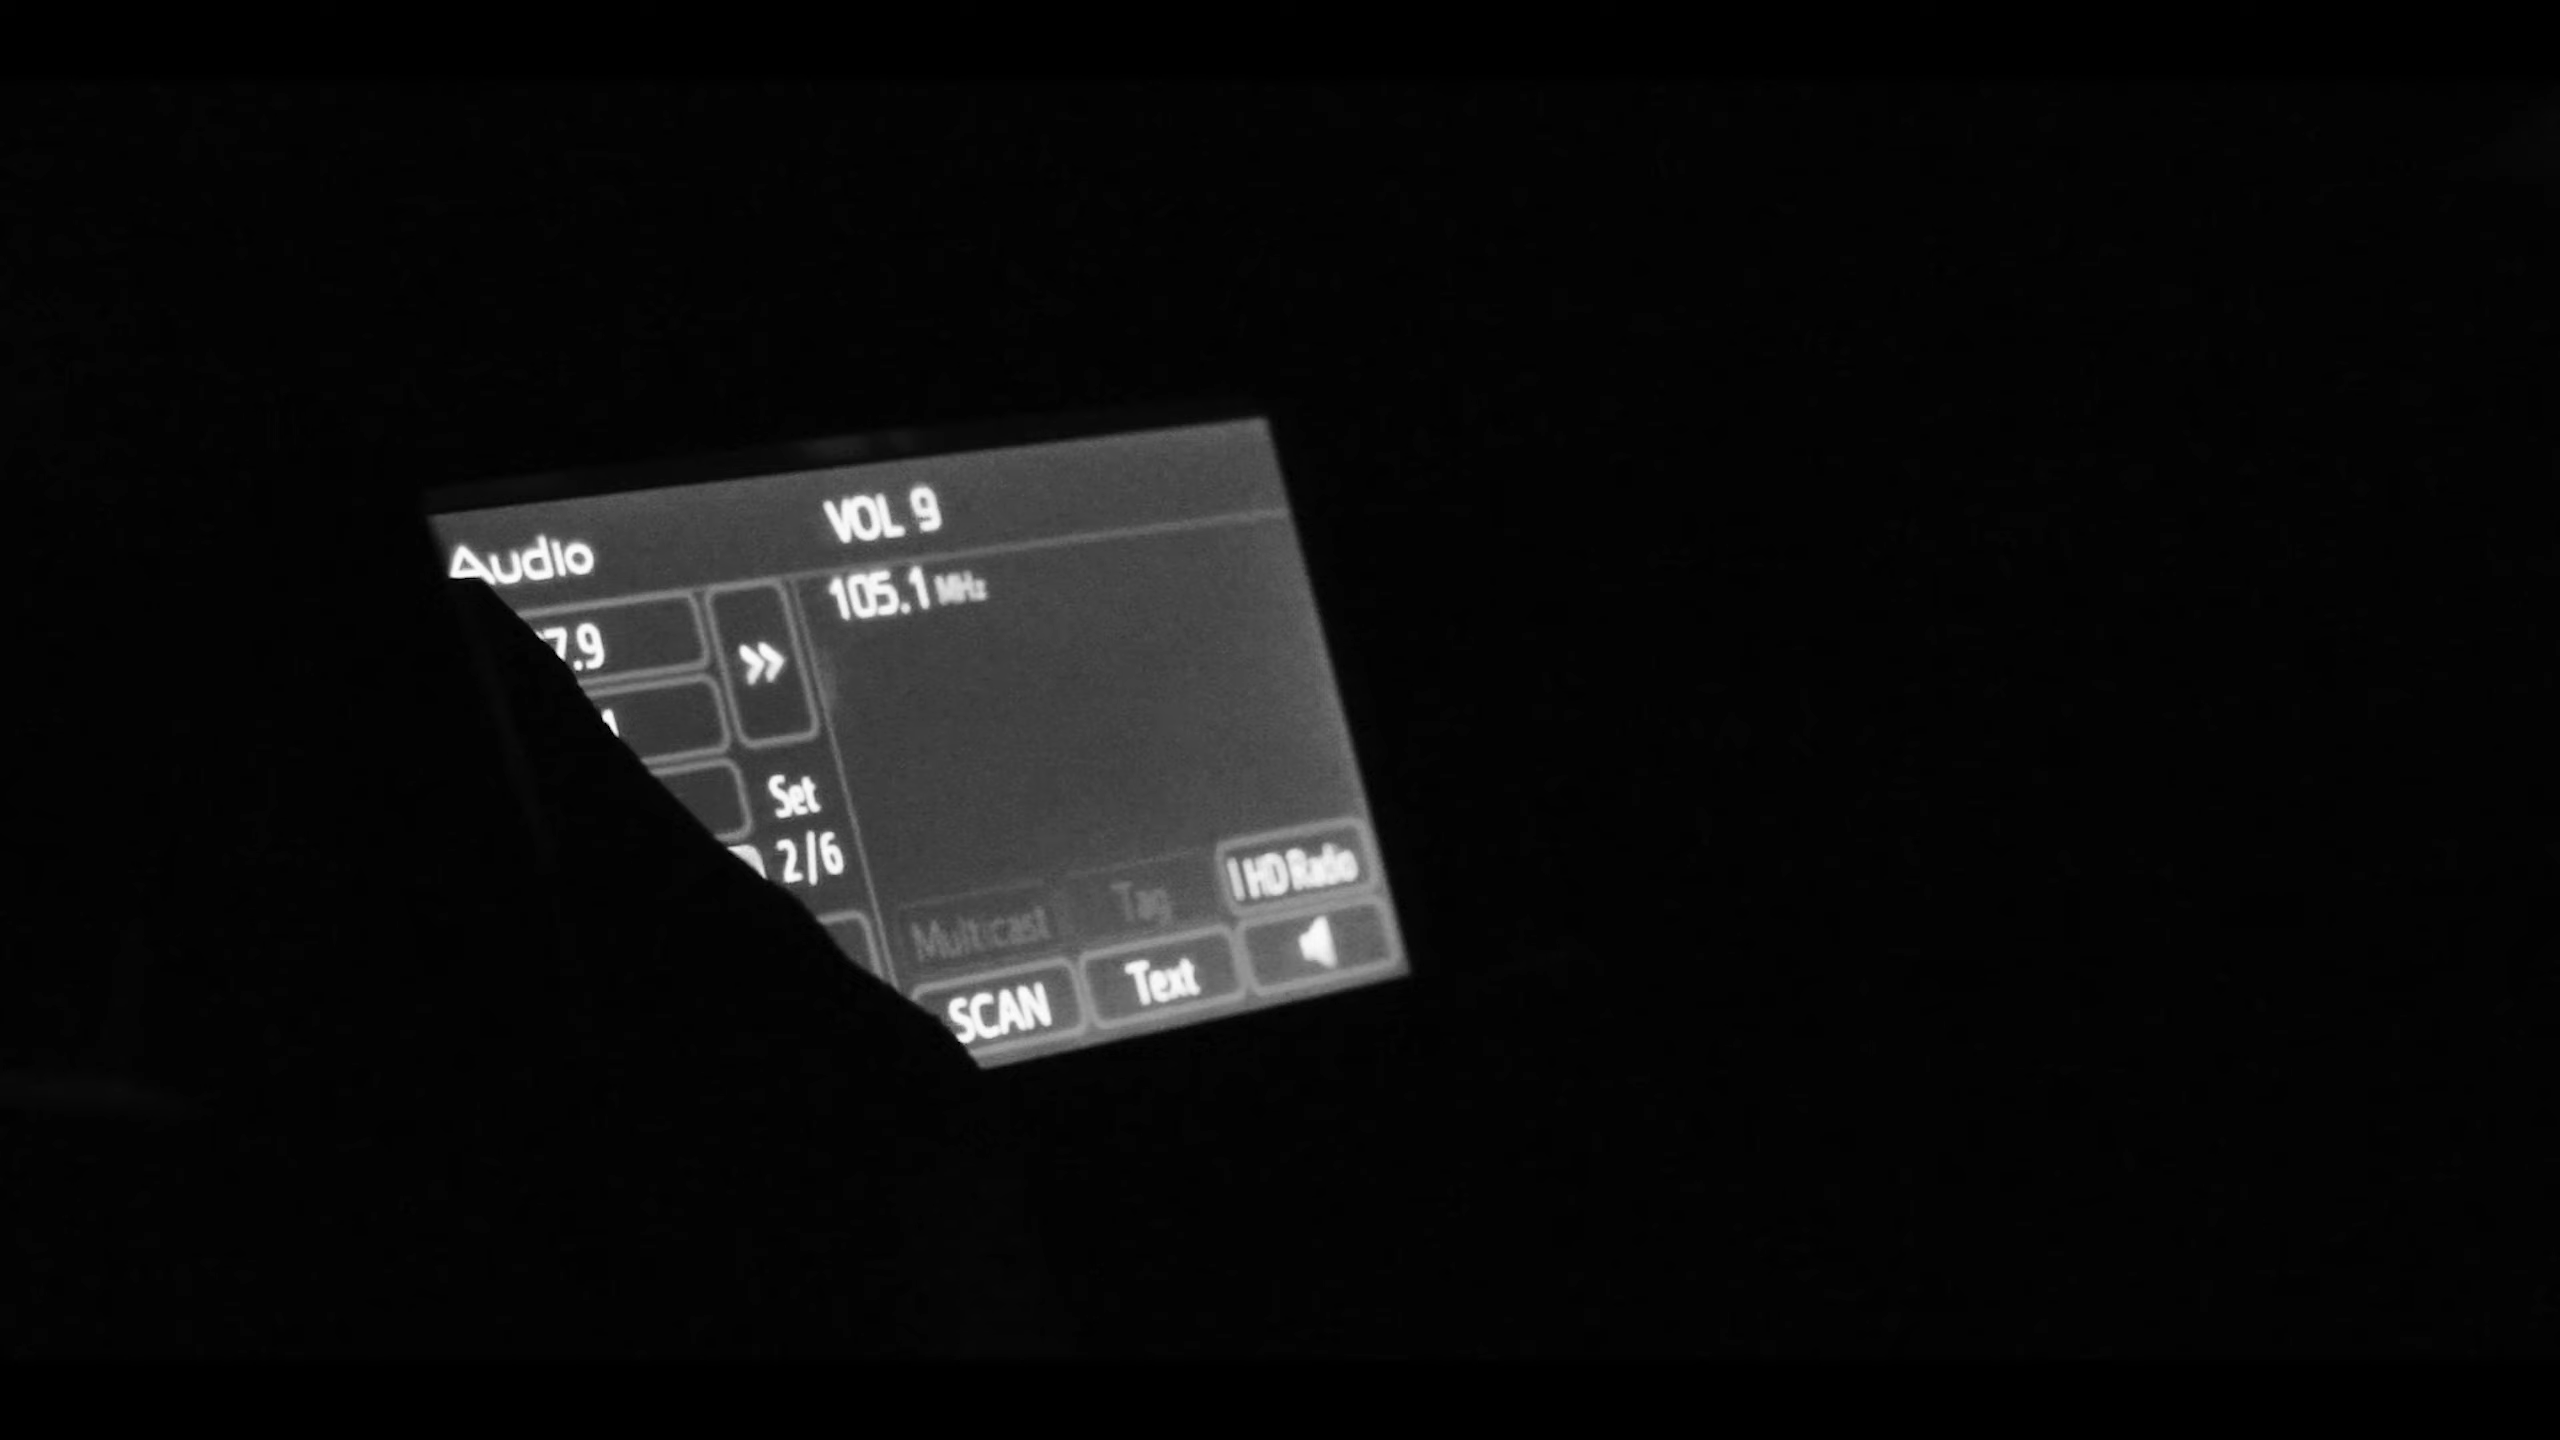 Audio
VOL 9
105.1 MHz
7.9
»
Set
2/6
HD Radio
Multicast
Tag
SCAN
Text